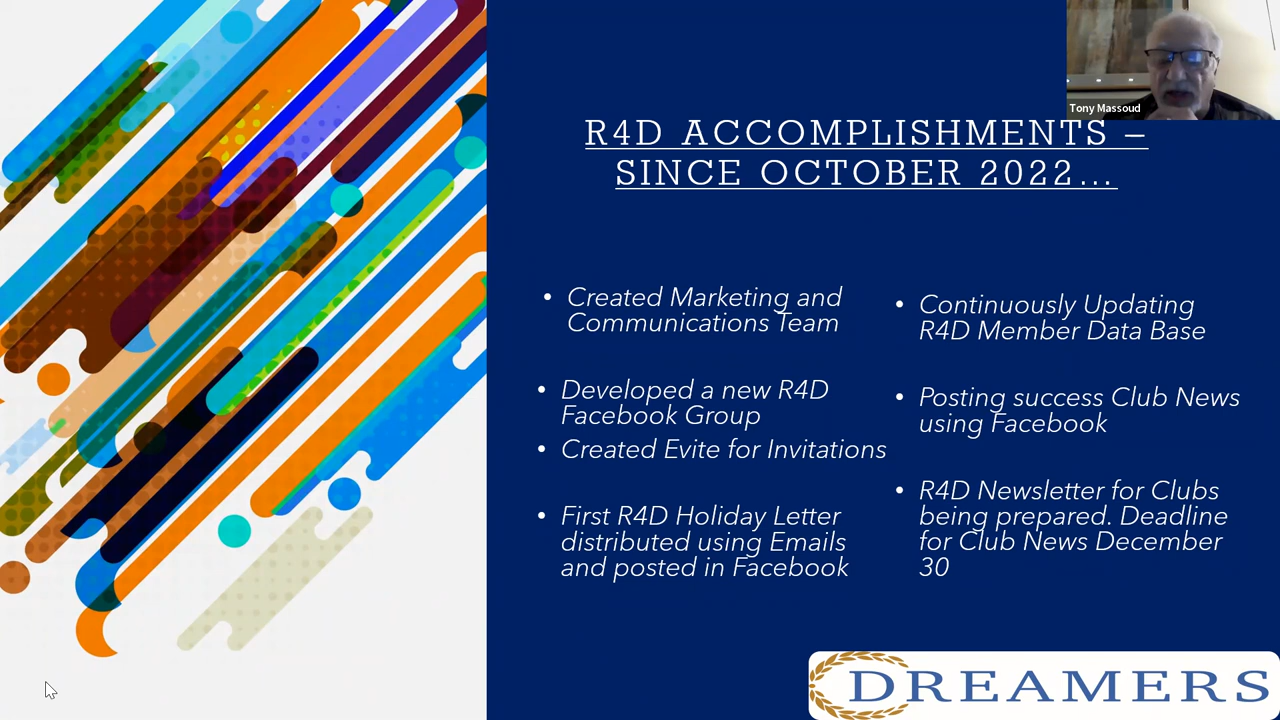 Tony Massoud
R4D ACCOMPLISHMENTS –
SINCE OCTOBER 2022...
• Created Marketing and
Communications Team
• Developed a new R4D
Facebook Group
• Created Evite for Invitations
• First R4D Holiday Letter
distributed using Emails
and posted in Facebook
• Continuously Updating
R4D Member Data Base
• Posting success Club News
using Facebook
• R4D Newsletter for Clubs
being prepared. Deadline
for Club News December
30
DREAMERS